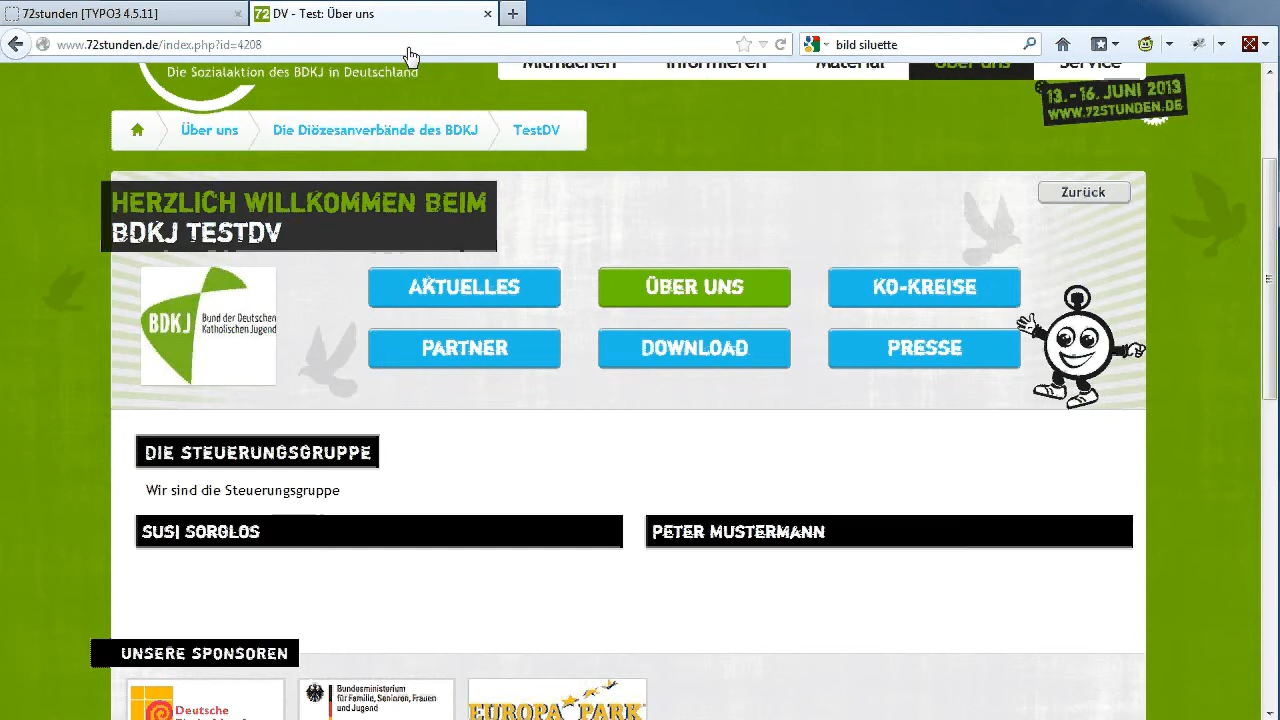 72stunden [TYPO3 4.5.11]
72 DV - Test: Über uns
www.72stunden.de/index.php?id=4208
bild siluette
Die Sozialaktion des BDKJ in Deutschland
Mitmachen Informieren Material Über uns Service
13. - 16. JUNI 2013
WWW.72STUNDEN.DE
Über uns Die Diözesanverbände des BDKJ TestDV
HERZLICH WILLKOMMEN BEIM
BDKJ TESTDV
Zurück
BDKJ Bund der Deutschen
Katholischen Jugend
AKTUELLES ÜBER UNS KO-KREISE
PARTNER DOWNLOAD PRESSE
DIE STEUERUNGSGRUPPE
Wir sind die Steuerungsgruppe
SUSI SORGLOS PETER MUSTERMANN
UNSERE SPONSOREN
Deutsche
Bundesministerium
für Familie, Senioren, Frauen
und Jugend
EUROPA PARK